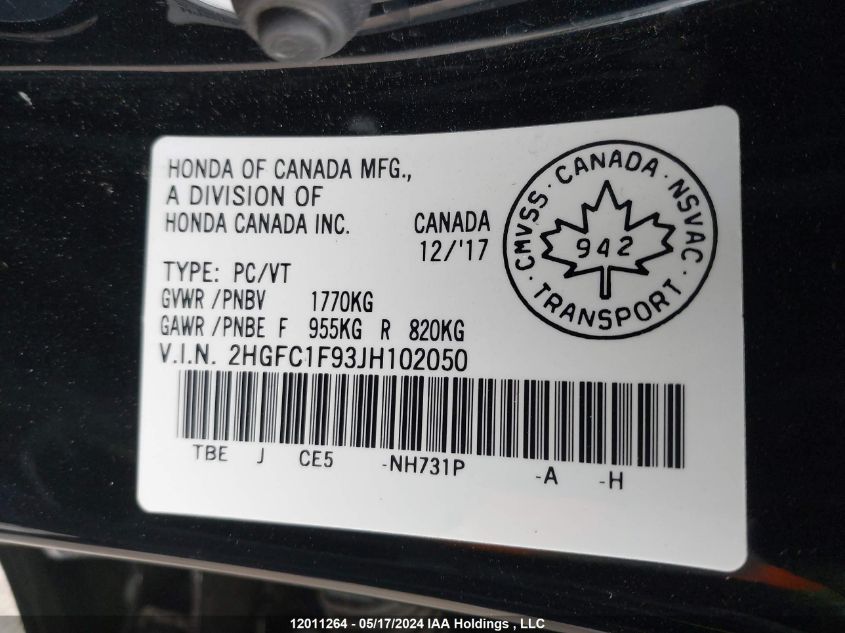 HONDA OF CANADA MFG.,
A DIVISION OF
HONDA CANADA INC. CANADA
12/'17
TYPE: PC/VT
GVWR /PNBV 1770KG
GAWR /PNBE F 955KG R 820KG
V.I.N. 2HGFC1F93JH102050
TBE J CE5 -NH731P -A -H
CMVSS · CANADA · NSVAC ·
942
TRANSPORT ·
12011264 - 05/17/2024 IAA Holdings, LLC